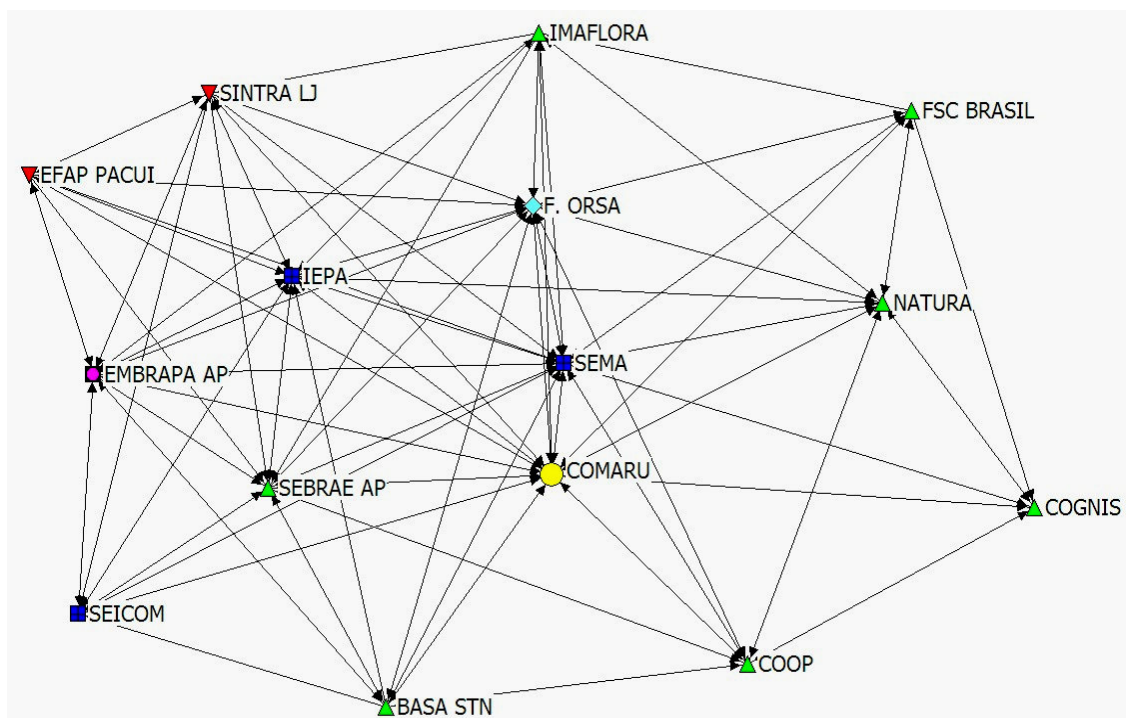 IMAFLORA
SINTRA LJ
FSC BRASIL
EFAP PACUI
F. ORSA
IEPA
NATURA
SEMA
EMBRAPA AP
COMARU
SEBRAE AP
COGNIS
SEICOM
COOP
BASA STN